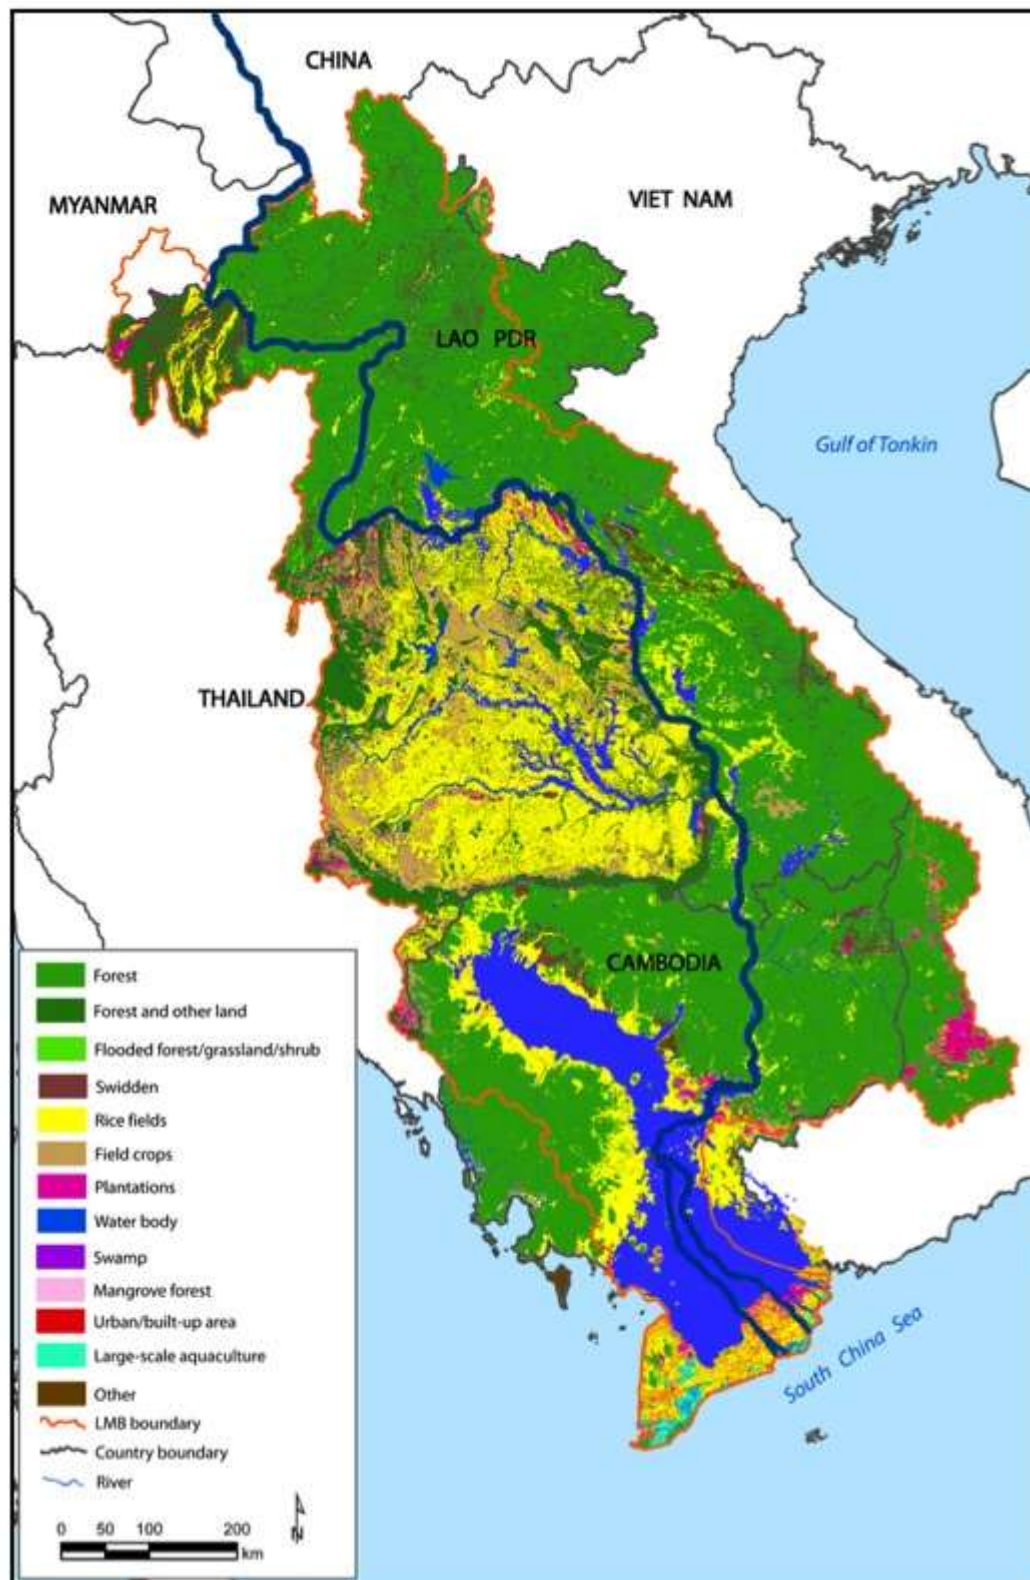 CHINA
MYANMAR
VIET NAM
LAO PDR
Gulf of Tonkin
THAILAND
CAMBODIA
South China Sea
Forest
Forest and other land
Flooded forest/grassland/shrub
Swidden
Rice fields
Field crops
Plantations
Water body
Swamp
Mangrove forest
Urban/built-up area
Large-scale aquaculture
Other
LMB boundary
Country boundary
River
N
0 50 100 200
km